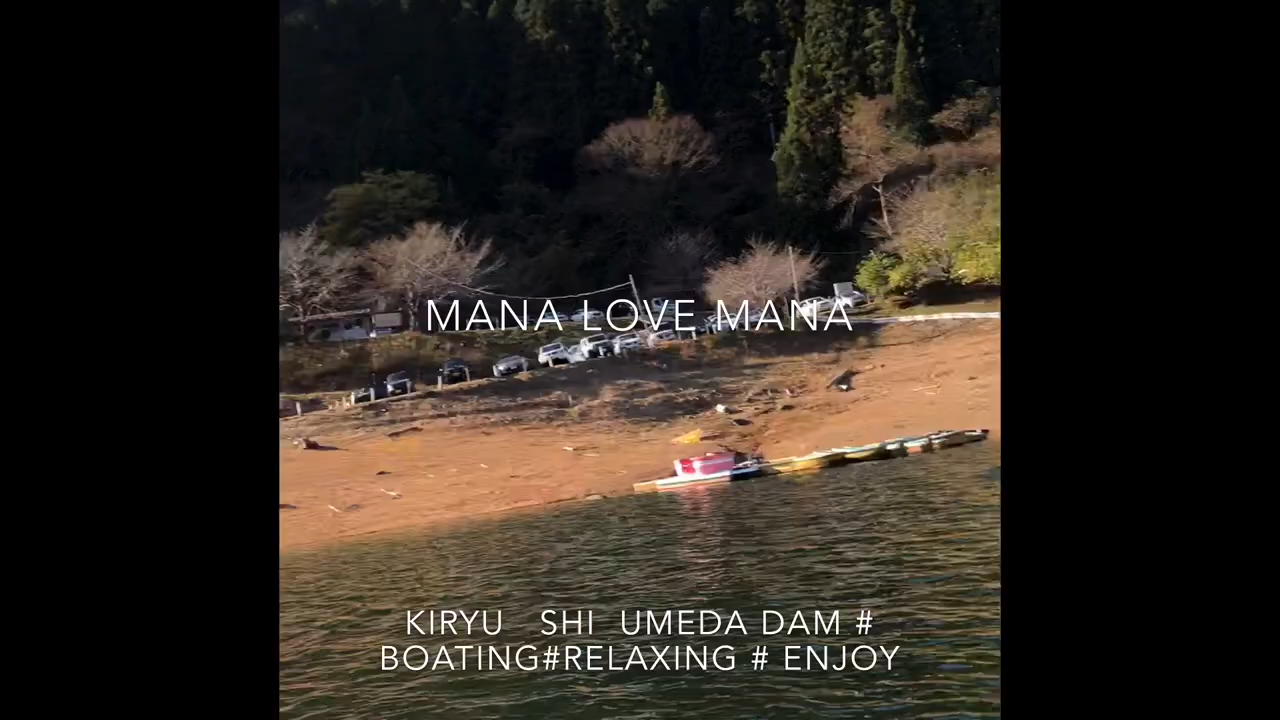 MANA LOVE MANA
KIRYU SHI UMEDA DAM #
BOATING#RELAXING # ENJOY